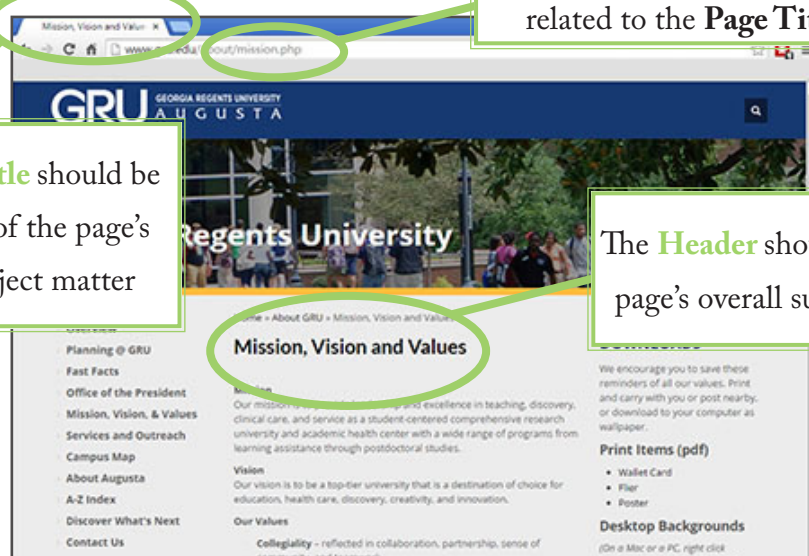 related to the Page Ti
Mission, Vision and Value
/mission.php
GRU GEORGIA REGENTS UNIVERSITY
AUGUSTA
tle should be
of the page's
ject matter
Regents University
The Header sho
page's overall su
Home » About GRU » Mission, Vision and Values
Mission, Vision and Values
Planning @ GRU
Fast Facts
Office of the President
Mission, Vision, & Values
Services and Outreach
Campus Map
About Augusta
A-Z Index
Discover What's Next
Contact Us
Mission
Our mission is and excellence in teaching, discovery,
clinical care, and service as a student-centered comprehensive research
university and academic health center with a wide range of programs from
learning assistance through postdoctoral studies.
Vision
Our vision is to be a top-tier university that is a destination of choice for
education, health care, discovery, creativity, and innovation.
Our Values
Collegiality – reflected in collaboration, partnership, sense of
We encourage you to save these
reminders of all our values. Print
and carry with you or post nearby,
or download to your computer as
wallpaper.
Print Items (pdf)
• Wallet Card
• Flier
• Poster
Desktop Backgrounds
(On a Mac or a PC, right click